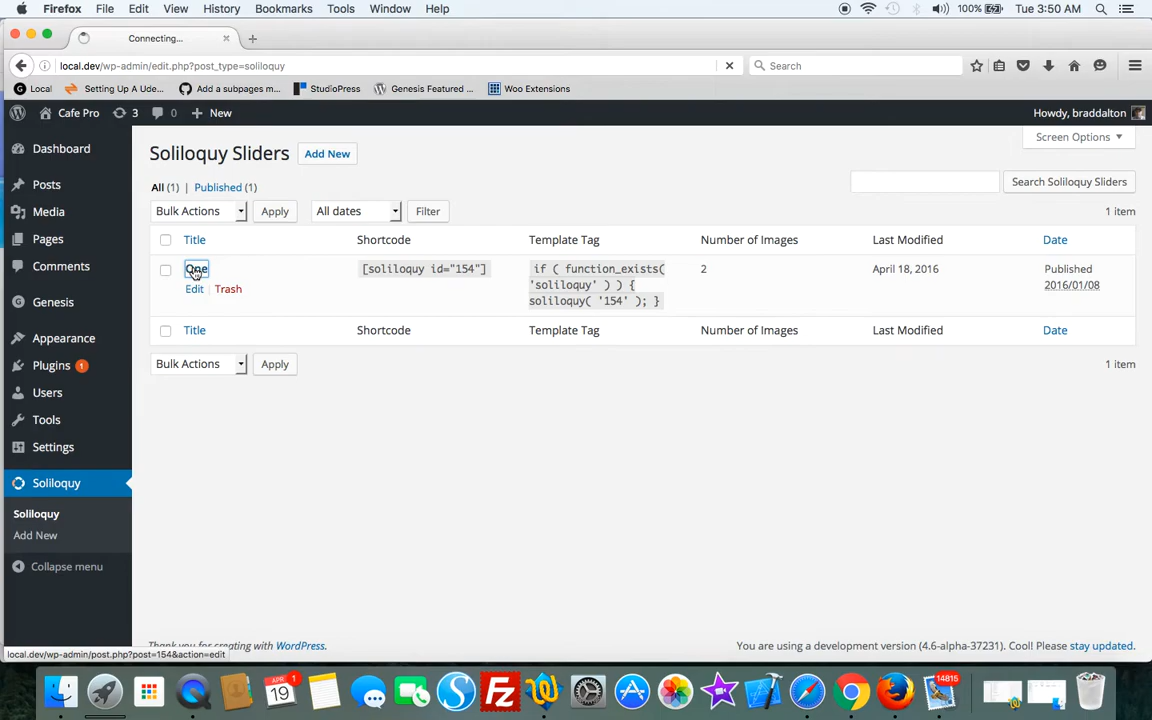 Firefox File Edit View History Bookmarks Tools Window Help 100% Tue 3:50 AM
Connecting...
local.dev/wp-admin/edit.php?post_type=soliloquy Search
Local Setting Up A Ude... Add a subpages m... StudioPress Genesis Featured ... Woo Extensions
Cafe Pro 3 0 New Howdy, braddalton
Screen Options
Soliloquy Sliders Add New
All (1) | Published (1)
Search Soliloquy Sliders
Bulk Actions Apply All dates Filter 1 item
Title Shortcode Template Tag Number of Images Last Modified Date
One [soliloquy id="154"] if ( function_exists( 2 April 18, 2016 Published
'soliloquy' ) ) { 2016/01/08
Edit | Trash
soliloquy( '154' ); }
Title Shortcode Template Tag Number of Images Last Modified Date
Bulk Actions Apply 1 item
Dashboard
Posts
Media
Pages
Comments
Genesis
Appearance
Plugins 1
Users
Tools
Settings
Soliloquy
Soliloquy
Add New
Collapse menu
Thank you for creating with WordPress. You are using a development version (4.6-alpha-37231). Cool! Please stay updated.
local.dev/wp-admin/post.php?post=154&action=edit
APR 19 1 14815